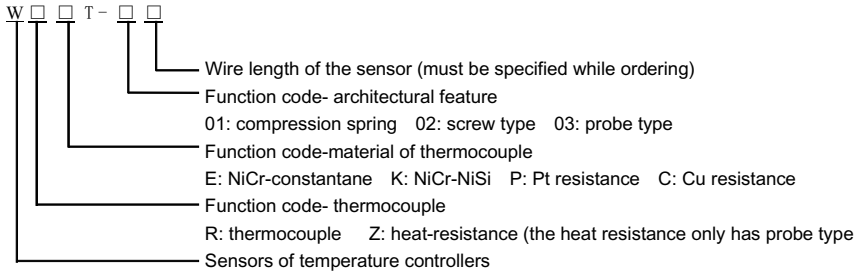 W□□T-□□
Wire length of the sensor (must be specified while ordering)
Function code- architectural feature
01: compression spring 02: screw type 03: probe type
Function code-material of thermocouple
E: NiCr-constantane K: NiCr-NiSi P: Pt resistance C: Cu resistance
Function code- thermocouple
R: thermocouple Z: heat-resistance (the heat resistance only has probe type
Sensors of temperature controllers